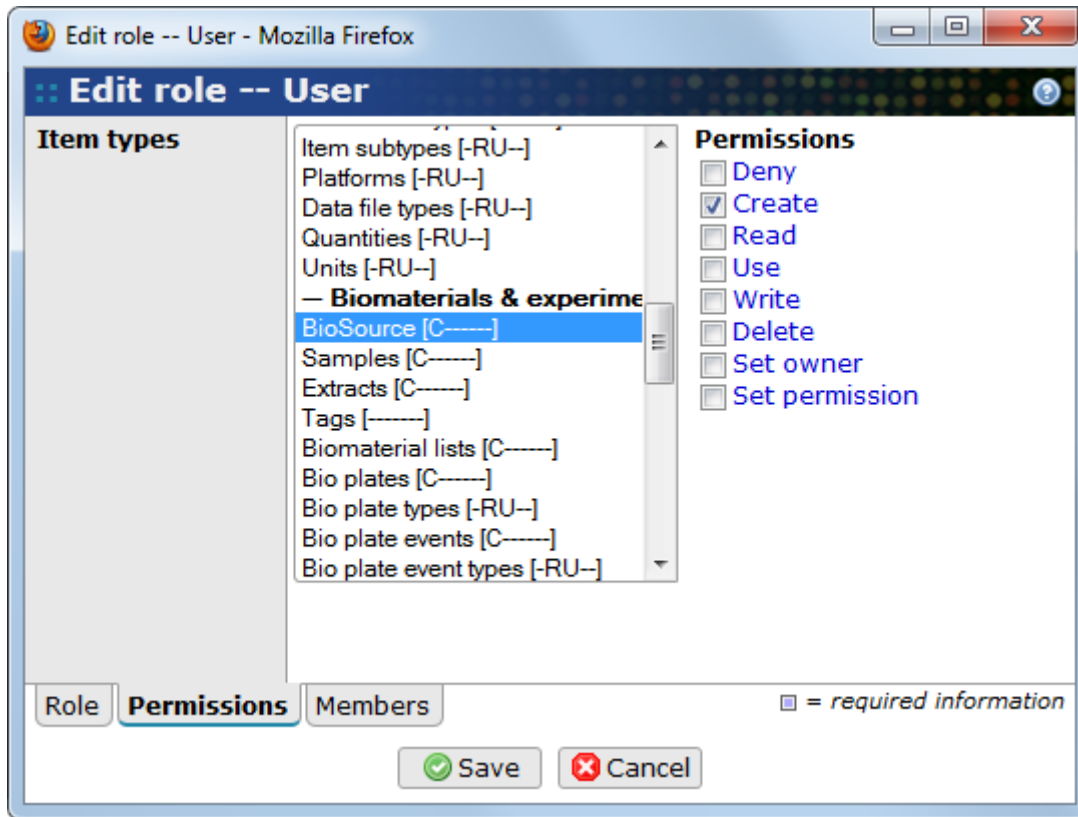 Edit role -- User - Mozilla Firefox
:: Edit role -- User
Item types
Item subtypes [-RU--]
Platforms [-RU--]
Data file types [-RU--]
Quantities [-RU--]
Units [-RU--]
— Biomaterials & experime
BioSource [C------]
Samples [C------]
Extracts [C------]
Tags [-------]
Biomaterial lists [C------]
Bio plates [C------]
Bio plate types [-RU--]
Bio plate events [C------]
Bio plate event types [-RU--]
Permissions
Deny
Create
Read
Use
Write
Delete
Set owner
Set permission
Role Permissions Members
= required information
Save Cancel